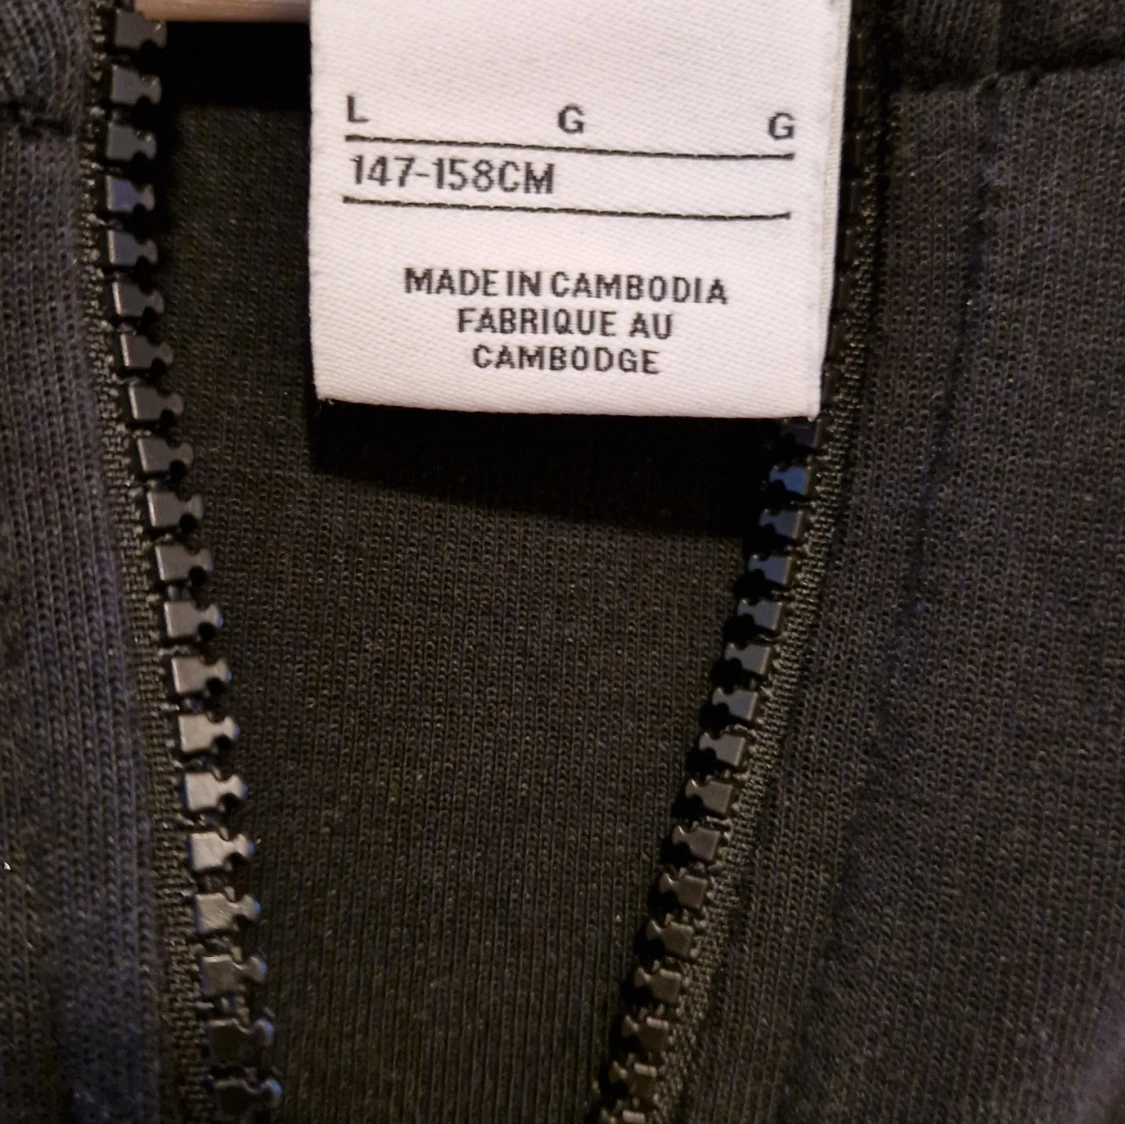 L G G
147-158CM
MADE IN CAMBODIA
FABRIQUE AU
CAMBODGE